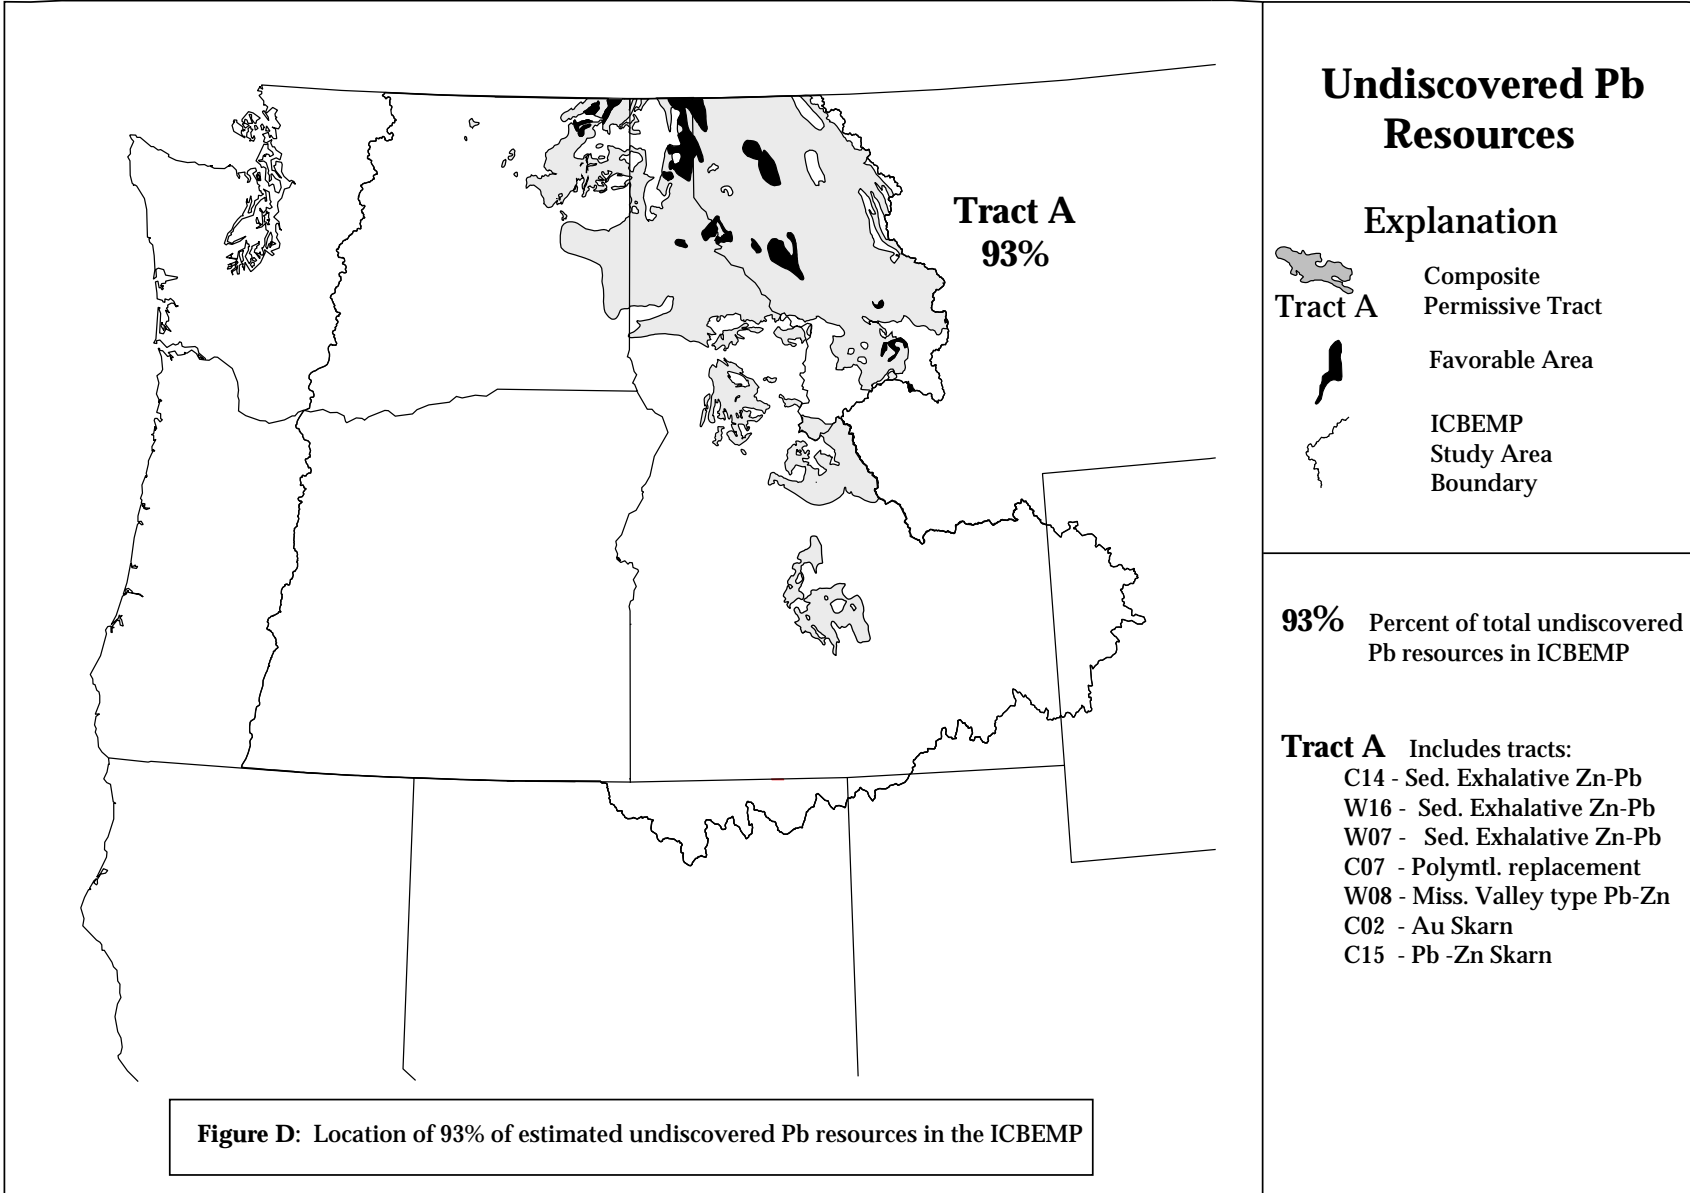 Tract A
93%
Figure D: Location of 93% of estimated undiscovered Pb resources in the ICBEMP
Undiscovered Pb
Resources
Explanation
Tract A
Composite
Permissive Tract
Favorable Area
ICBEMP
Study Area
Boundary
93% Percent of total undiscovered
Pb resources in ICBEMP
Tract A Includes tracts:
C14 - Sed. Exhalative Zn-Pb
W16 - Sed. Exhalative Zn-Pb
W07 - Sed. Exhalative Zn-Pb
C07 - Polymtl. replacement
W08 - Miss. Valley type Pb-Zn
C02 - Au Skarn
C15 - Pb -Zn Skarn